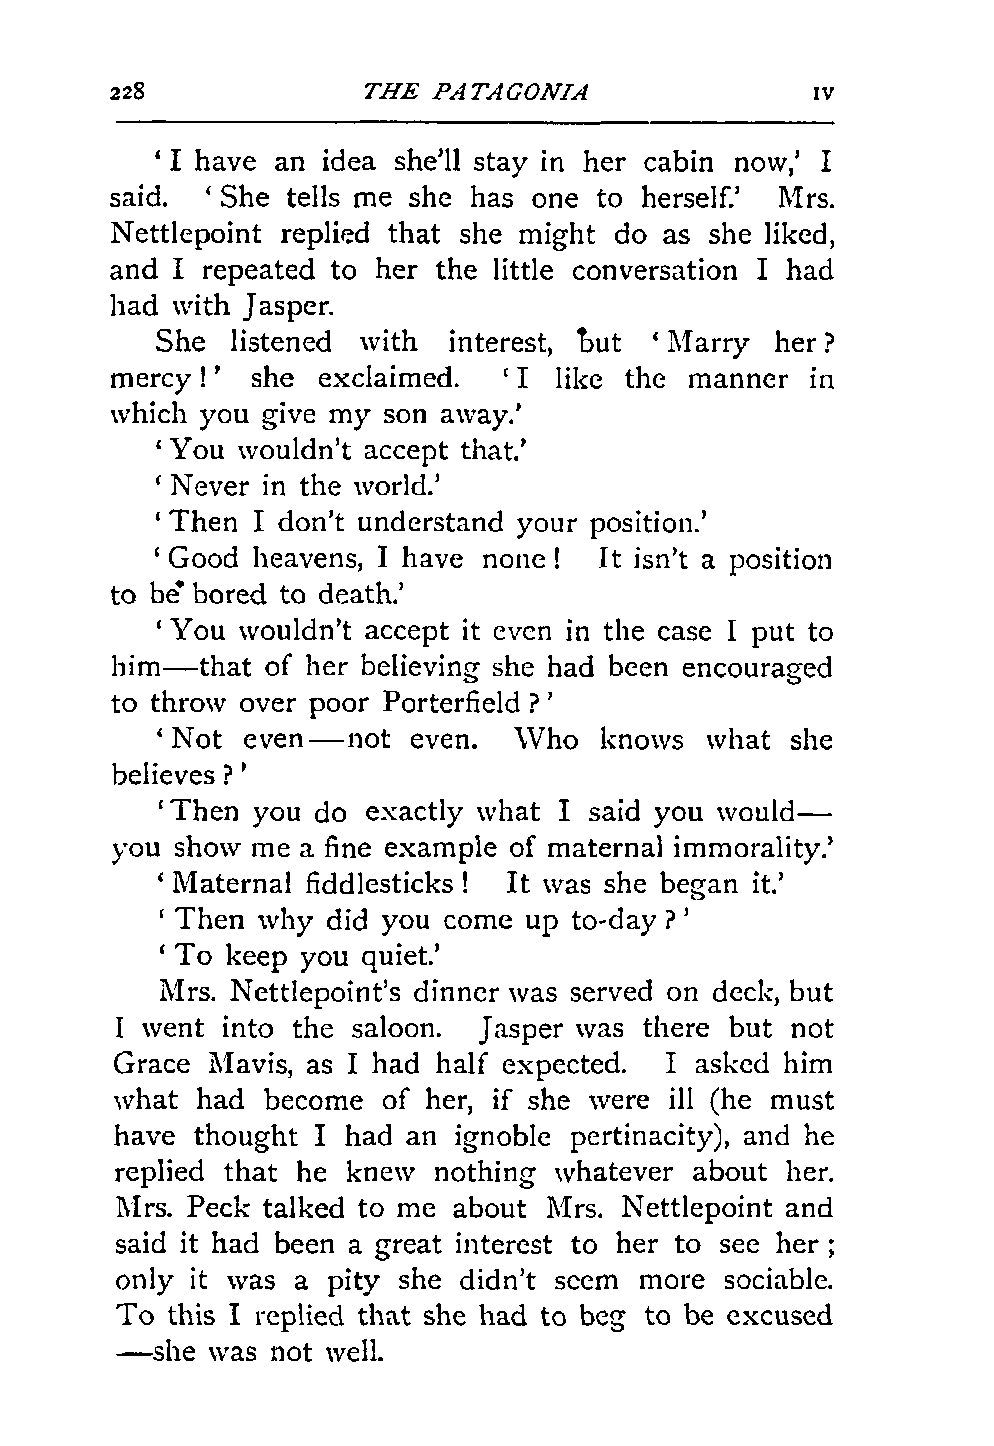 228 THE PATAGONIA IV
‘I have an idea she’ll stay in her cabin now,’ I
said. ‘She tells me she has one to herself.’ Mrs.
Nettlepoint replied that she might do as she liked,
and I repeated to her the little conversation I had
had with Jasper.
She listened with interest, but ‘Marry her?
mercy!’ she exclaimed. ‘I like the manner in
which you give my son away.’
‘You wouldn’t accept that.’
‘Never in the world.’
‘Then I don’t understand your position.’
‘Good heavens, I have none! It isn’t a position
to be bored to death.’
‘You wouldn’t accept it even in the case I put to
him—that of her believing she had been encouraged
to throw over poor Porterfield?’
‘Not even—not even. Who knows what she
believes?’
‘Then you do exactly what I said you would—
you show me a fine example of maternal immorality.’
‘Maternal fiddlesticks! It was she began it.’
‘Then why did you come up to-day?’
‘To keep you quiet.’
Mrs. Nettlepoint’s dinner was served on deck, but
I went into the saloon. Jasper was there but not
Grace Mavis, as I had half expected. I asked him
what had become of her, if she were ill (he must
have thought I had an ignoble pertinacity), and he
replied that he knew nothing whatever about her.
Mrs. Peck talked to me about Mrs. Nettlepoint and
said it had been a great interest to her to see her;
only it was a pity she didn’t seem more sociable.
To this I replied that she had to beg to be excused
—she was not well.